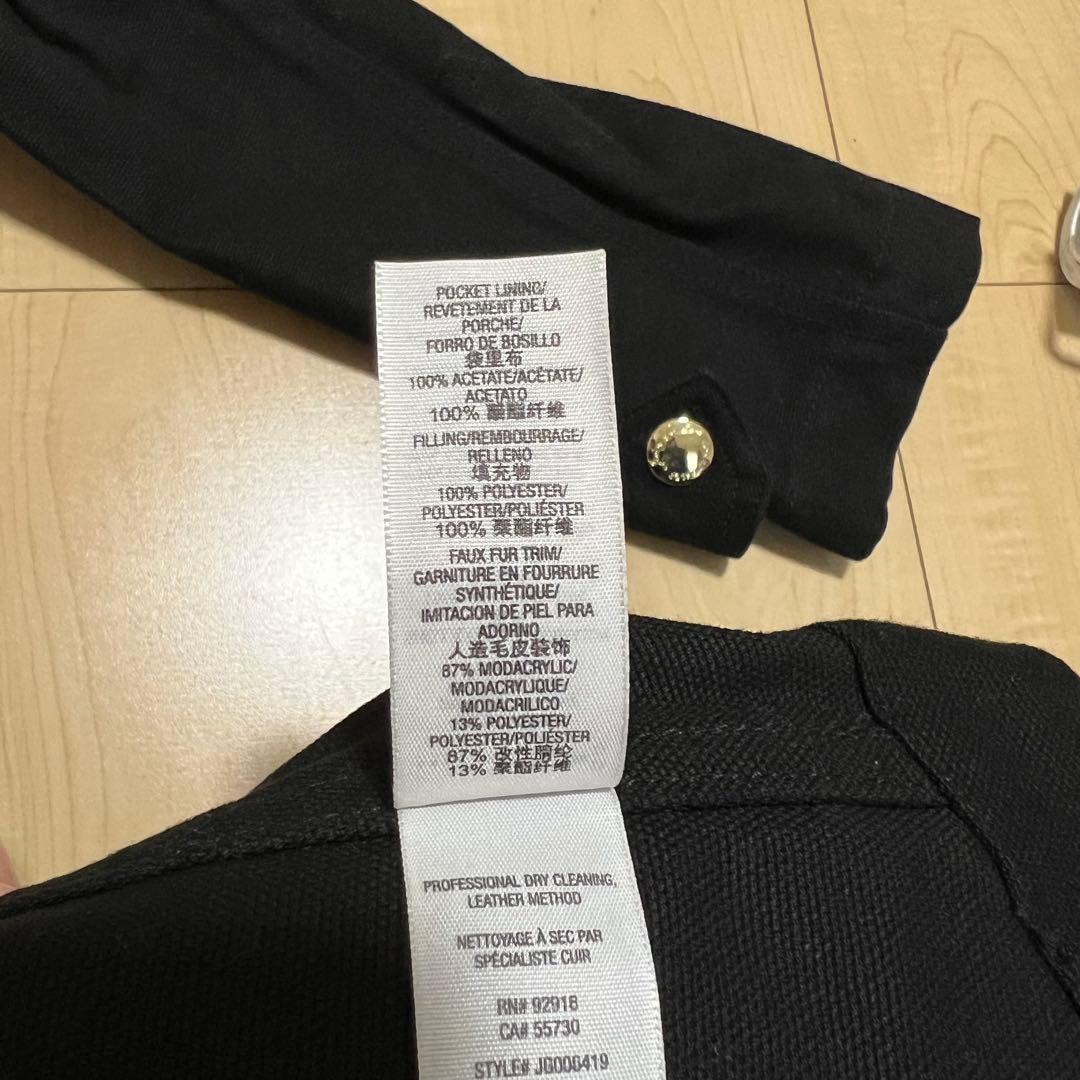 POCKET LINING/
REVETEMENT DE LA
PORCHE/
FORRO DE BOSILLO
袋里布
100% ACETATE/ACÉTATE/
ACETATO
100% 醋酯纤维
FILLING/REMBOURRAGE/
RELLENO
填充物
100% POLYESTER/
POLYESTER/POLIÉSTER
100% 聚酯纤维
FAUX FUR TRIM/
GARNITURE EN FOURRURE
SYNTHÉTIQUE/
IMITACION DE PIEL PARA
ADORNO
人造毛皮装饰
87% MODACRYLIC/
MODACRYLIQUE/
MODACRILICO
13% POLYESTER/
POLYESTER/POLIÉSTER
87% 改性腈纶
13% 聚酯纤维
PROFESSIONAL DRY CLEANING,
LEATHER METHOD
NETTOYAGE À SEC PAR
SPÉCIALISTE CUIR
RN# 92918
CA# 55730
STYLE# JG006419